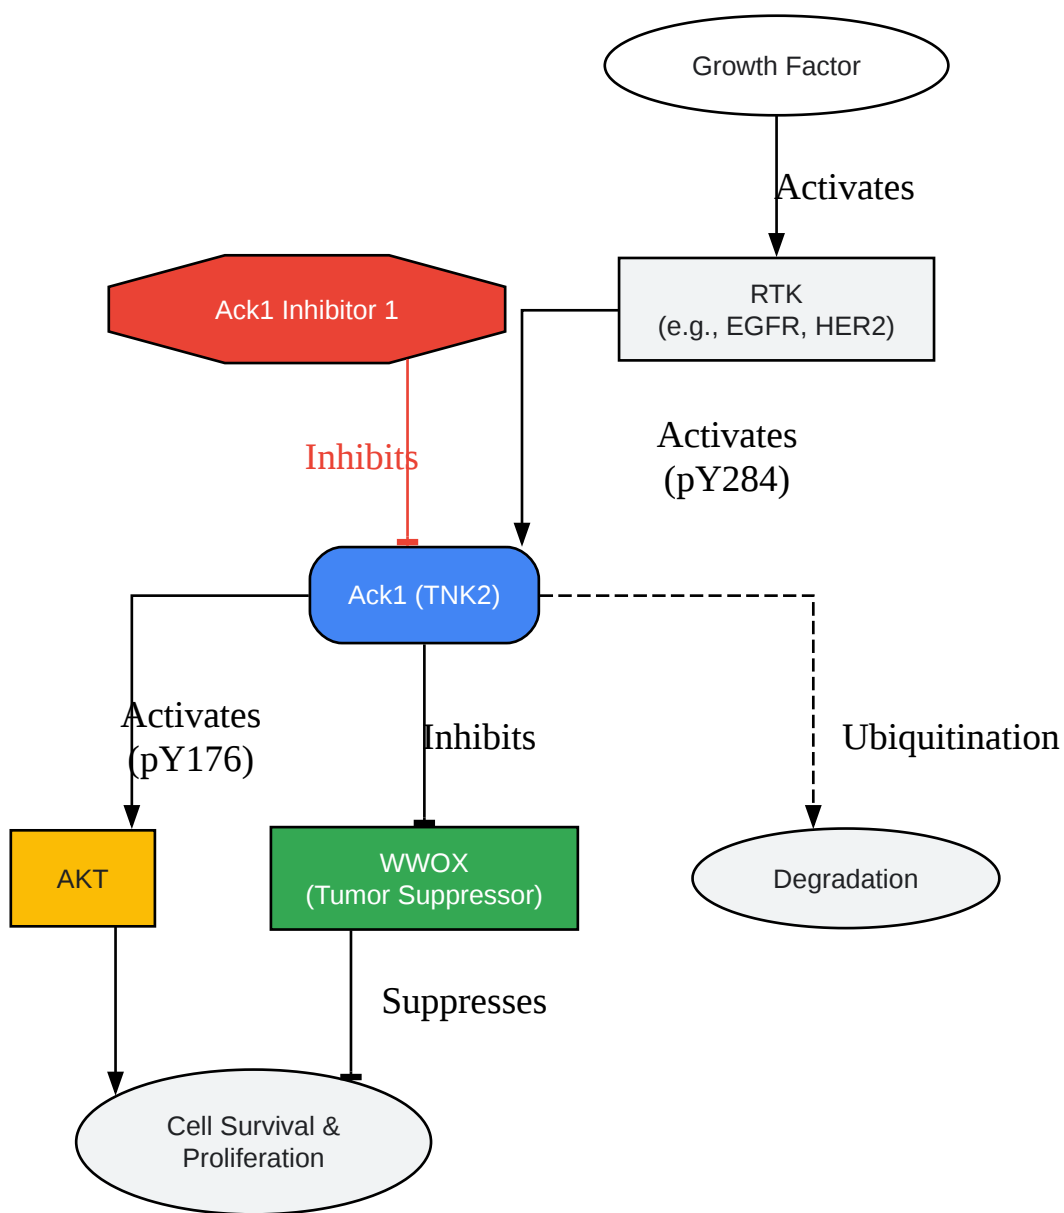 Growth Factor
Activates
RTK
(e.g., EGFR, HER2)
Ack1 Inhibitor 1
Activates
(pY284)
Inhibits
Ack1 (TNK2)
Activates
(pY176)
Inhibits
Ubiquitination
AKT
WWOX
(Tumor Suppressor)
Degradation
Suppresses
Cell Survival &
Proliferation